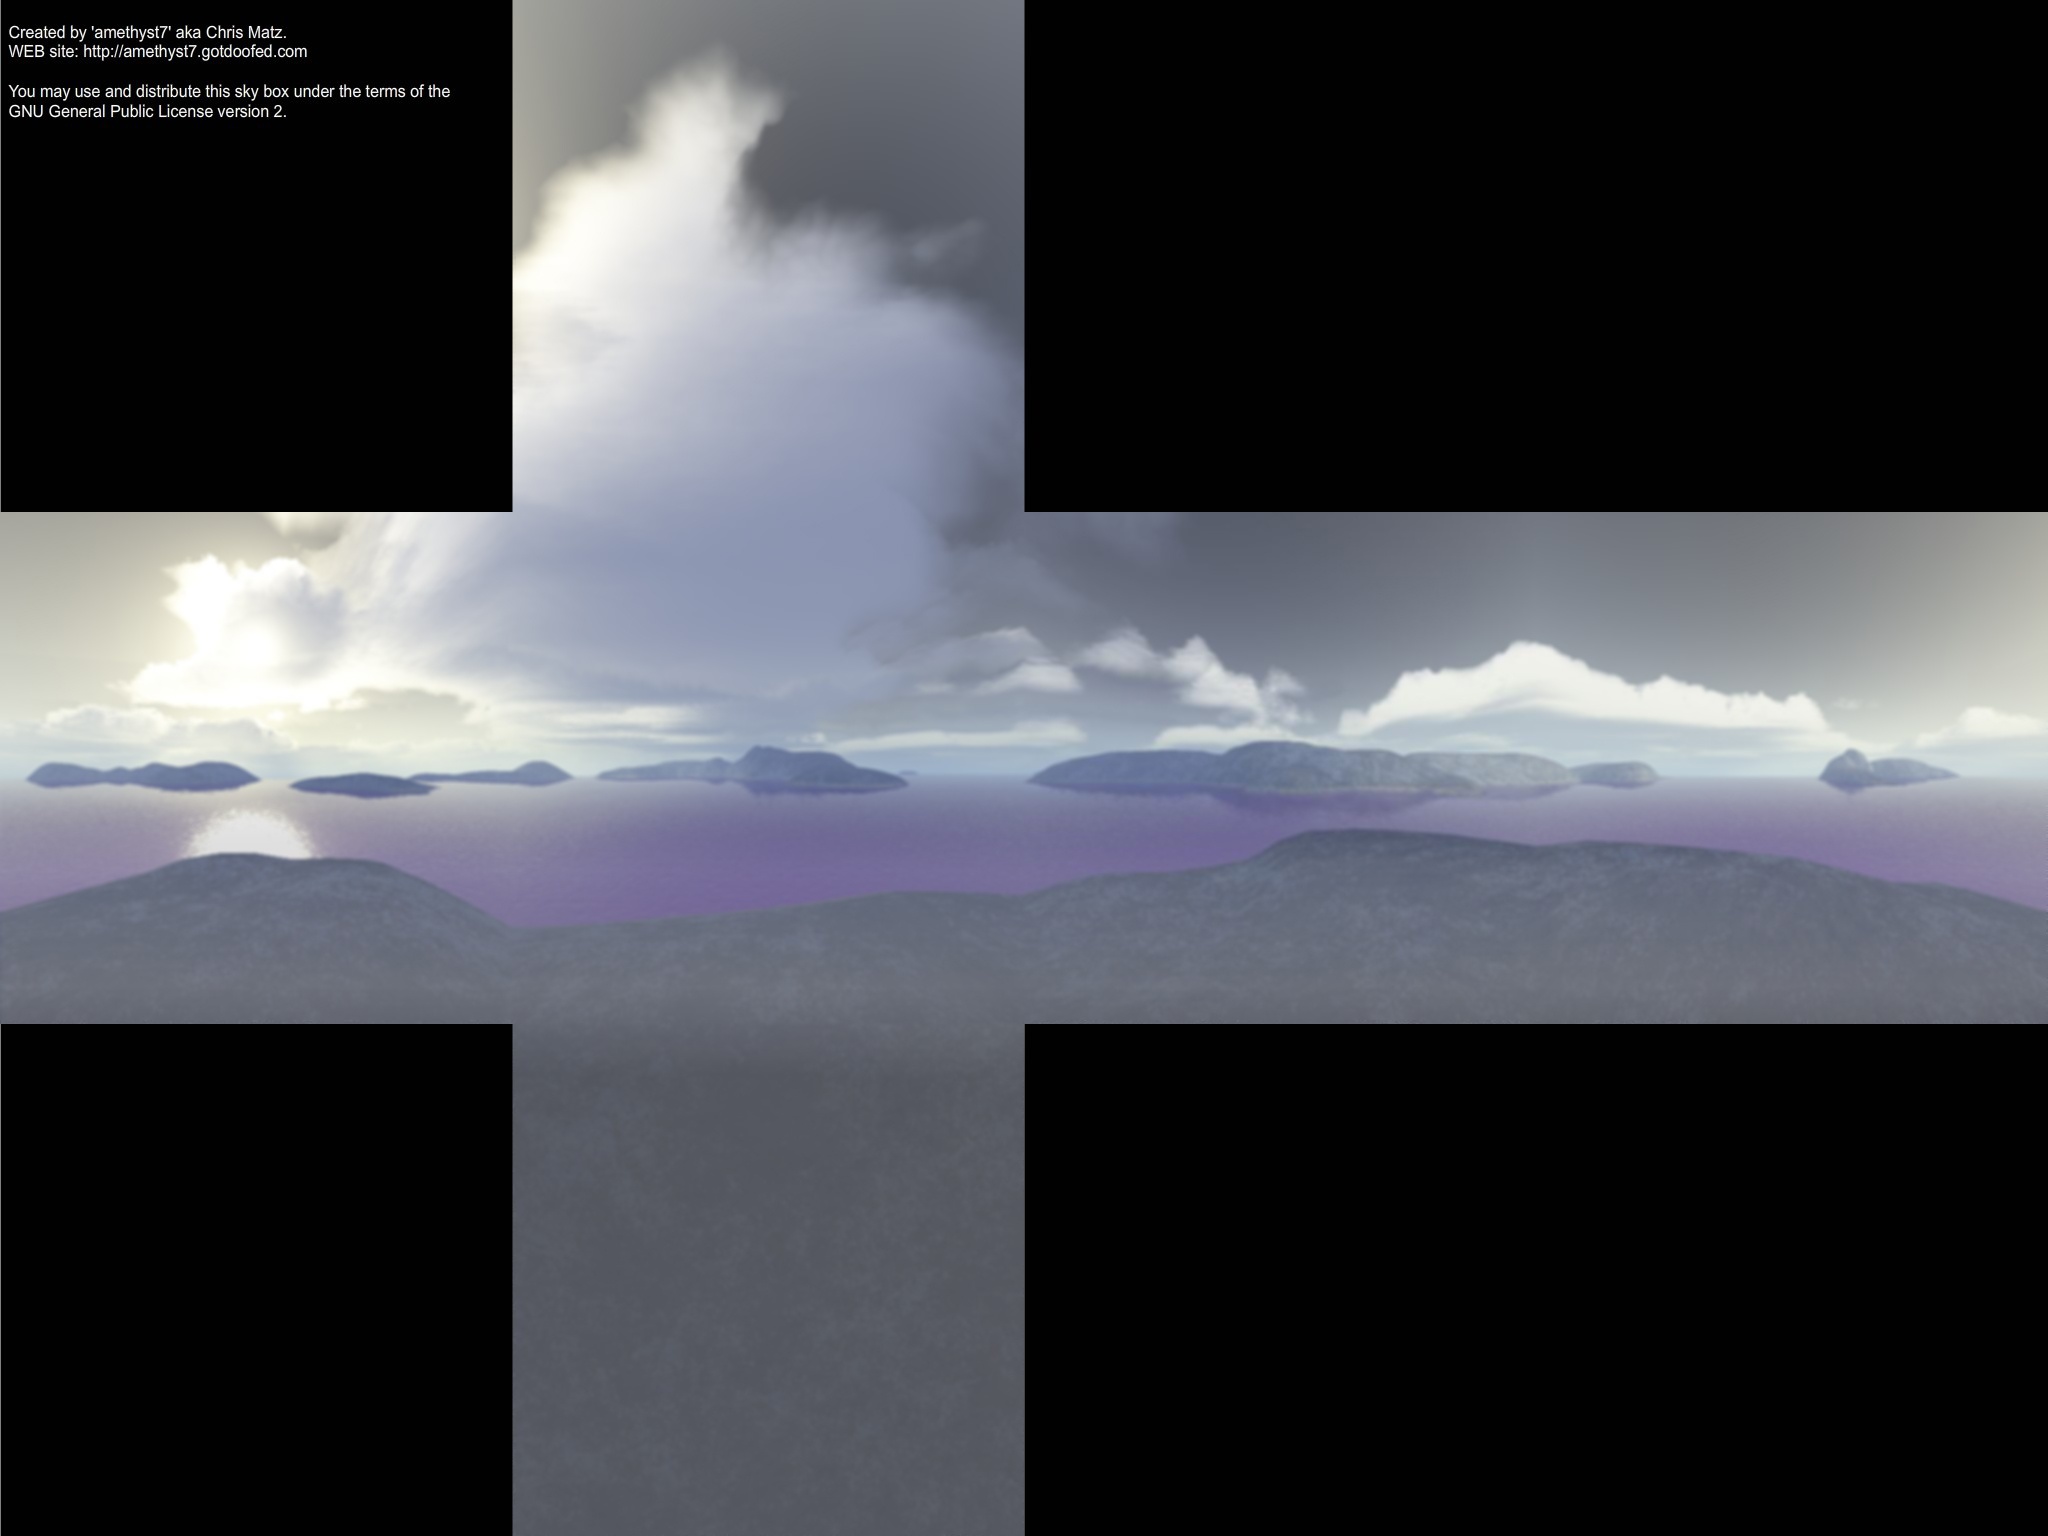 Created by 'amethyst7' aka Chris Matz.
WEB site: http://amethyst7.gotdoofed.com
You may use and distribute this sky box under the terms of the
GNU General Public License version 2.